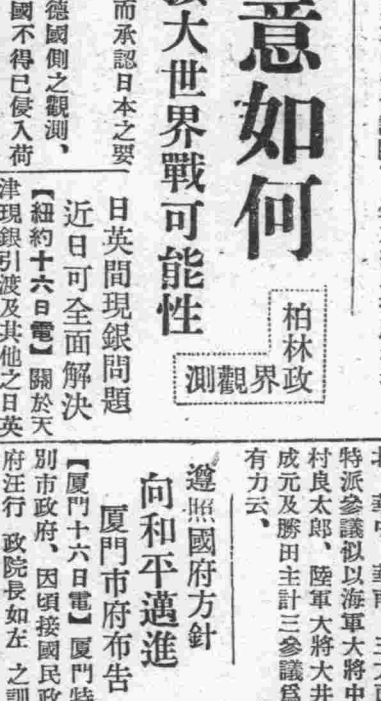 意如何
大世界戰可能性
柏林政界觀測
而承認日本之要
德國側之觀測、
國不得已侵入荷
日英間現銀問題
近日可全面解決
【紐約十六日電】關於天
津現銀引渡及其他之日英
特派參議似以海軍大將中
村良太郎、陸軍大將大井
成元及勝田主計三參議爲
有力云、
遵照國府方針
向和平邁進
厦門市府布告
【厦門十六日電】厦門特
別市政府、因頃接國民政
府汪行 政院長如左 之訓